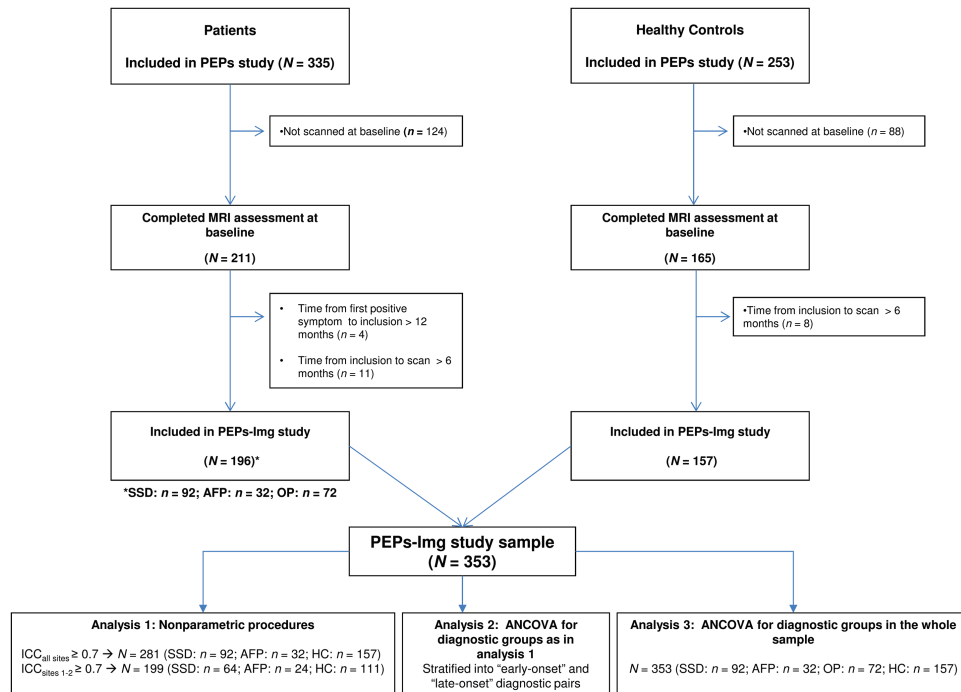 Patients
Included in PEPs study (N = 335)
Healthy Controls
Included in PEPs study (N = 253)
•Not scanned at baseline (n = 124)
•Not scanned at baseline (n = 88)
Completed MRI assessment at
baseline
(N = 211)
Completed MRI assessment at
baseline
(N = 165)
• Time from first positive
symptom to inclusion > 12
months (n = 4)
• Time from inclusion to scan > 6
months (n = 11)
•Time from inclusion to scan > 6
months (n = 8)
Included in PEPs-Img study
(N = 196)*
*SSD: n = 92; AFP: n = 32; OP: n = 72
Included in PEPs-Img study
(N = 157)
PEPs-Img study sample
(N = 353)
Analysis 1: Nonparametric procedures
ICCall sites ≥ 0.7 → N = 281 (SSD: n = 92; AFP: n = 32; HC: n = 157)
ICCsites 1-2 ≥ 0.7 → N = 199 (SSD: n = 64; AFP: n = 24; HC: n = 111)
Analysis 2: ANCOVA for
diagnostic groups as in
analysis 1
Stratified into “early-onset” and
“late-onset” diagnostic pairs
Analysis 3: ANCOVA for diagnostic groups in the whole
sample
N = 353 (SSD: n = 92; AFP: n = 32; OP: n = 72; HC: n = 157)